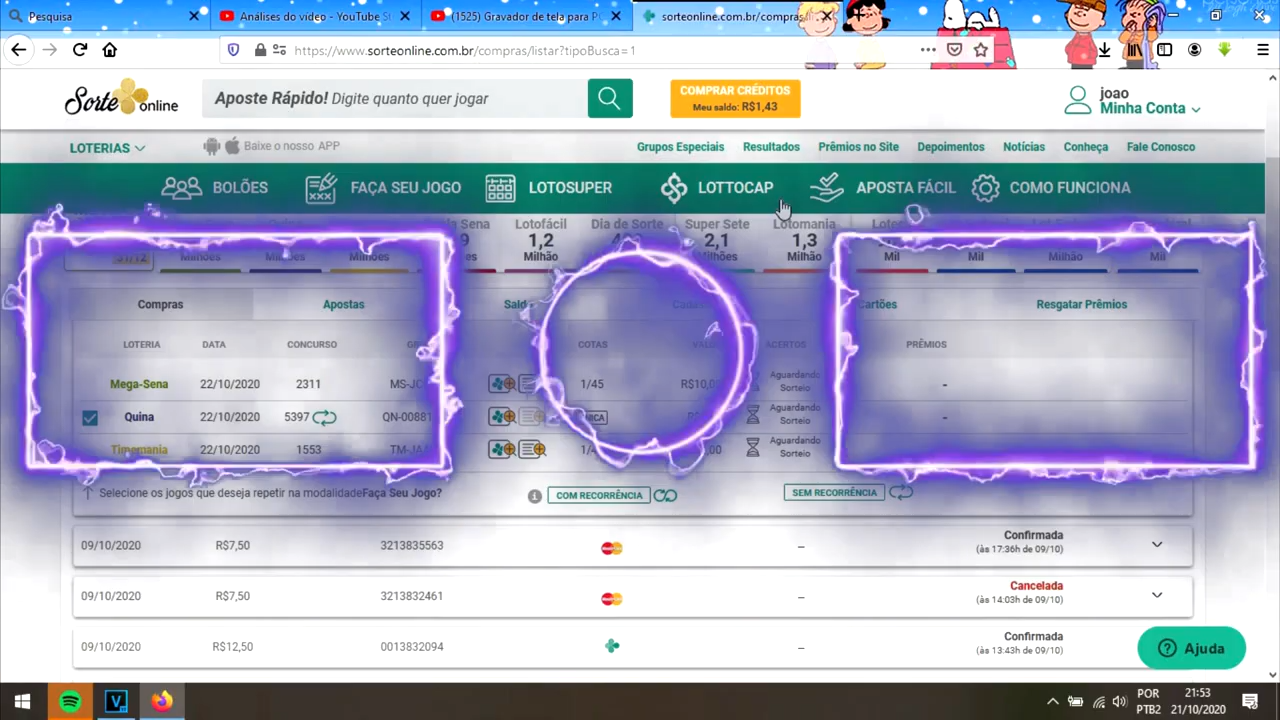 Pesquisa
Análises do vídeo - YouTube St
(1525) Gravador de tela para P
sorteonline.com.br/compras/l
https://www.sorteonline.com.br/compras/listar?tipoBusca=1
Sorte online
Aposte Rápido! Digite quanto quer jogar
COMPRAR CRÉDITOS
Meu saldo: R$1,43
joao
Minha Conta
LOTERIAS
Baixe o nosso APP
Grupos Especiais
Resultados
Prêmios no Site
Depoimentos
Notícias
Conheça
Fale Conosco
BOLÕES
FAÇA SEU JOGO
LOTOSUPER
LOTTOCAP
APOSTA FÁCIL
COMO FUNCIONA
Lotofácil
Dia de Sorte
Super Sete
Lotomania
1,2
2,1
1,3
31/12
Milhões
Milhões
Milhões
Milhão
Milhões
Milhão
Mil
Mil
Milhão
Mil
Compras
Apostas
Cartões
Resgatar Prêmios
LOTERIA
DATA
CONCURSO
COTAS
ACERTOS
PRÊMIOS
Mega-Sena
22/10/2020
2311
1/45
R$10,00
Aguardando
Sorteio
-
Quina
22/10/2020
5397
QN-00881
Aguardando
Sorteio
-
Timemania
22/10/2020
1553
Aguardando
Sorteio
Selecione os jogos que deseja repetir na modalidadeFaça Seu Jogo?
COM RECORRÊNCIA
SEM RECORRÊNCIA
09/10/2020
R$7,50
3213835563
–
Confirmada
(às 17:36h de 09/10)
09/10/2020
R$7,50
3213832461
–
Cancelada
(às 14:03h de 09/10)
09/10/2020
R$12,50
0013832094
–
Confirmada
(às 13:43h de 09/10)
Ajuda
POR
PTB2
21:53
21/10/2020